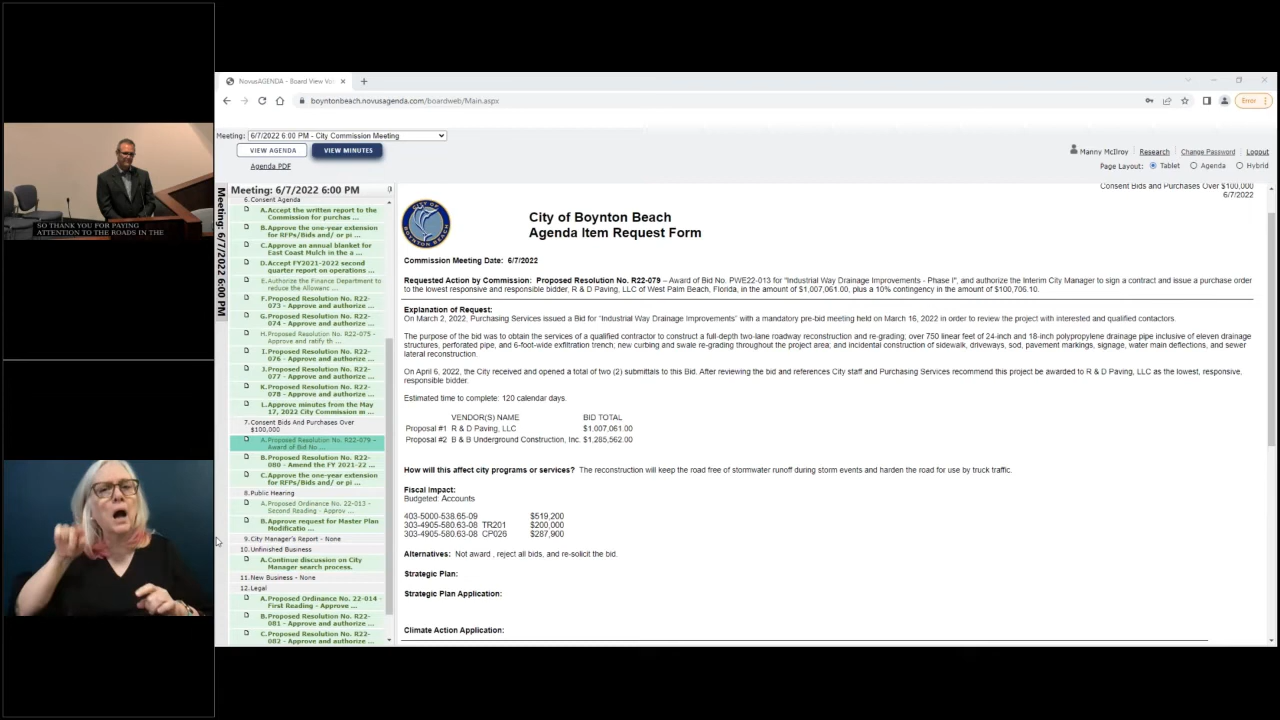 NovusAGENDA - Board View Ver
boyntonbeach.novusagenda.com/boardweb/Main.aspx
Error
Meeting: 6/7/2022 6:00 PM - City Commission Meeting
VIEW AGENDA VIEW MINUTES
Agenda PDF
Manny McIlroy Research Change Password Logout
Page Layout: Tablet Agenda Hybrid
Meeting: 6/7/2022 6:00 PM
Meeting: 6/7/2022 6:00 PM
6.Consent Agenda
A.Accept the written report to the
Commission for purchas ...
B.Approve the one-year extension
for RFPs/Bids and/ or pi ...
C.Approve an annual blanket for
East Coast Mulch in the a ...
D.Accept FY2021-2022 second
quarter report on operations ...
E.Authorize the Finance Department to
reduce the Allowanc ...
F.Proposed Resolution No. R22-
073 - Approve and authorize ...
G.Proposed Resolution No. R22-
074 - Approve and authorize ...
H.Proposed Resolution No. R22-075 -
Approve and ratify th ...
I.Proposed Resolution No. R22-
076 - Approve and authorize ...
J.Proposed Resolution No. R22-
077 - Approve and authorize ...
K.Proposed Resolution No. R22-
078 - Approve and authorize ...
L.Approve minutes from the May
17, 2022 City Commission m ...
7.Consent Bids And Purchases Over
$100,000
A.Proposed Resolution No. R22-079 -
Award of Bid No ...
B.Proposed Resolution No. R22-
080 - Amend the FY 2021-22 ...
C.Approve the one-year extension
for RFPs/Bids and/ or pi ...
8.Public Hearing
A.Proposed Ordinance No. 22-013 -
Second Reading - Approv ...
B.Approve request for Master Plan
Modificatio ...
9.City Manager's Report - None
10.Unfinished Business
A.Continue discussion on City
Manager search process.
11.New Business - None
12.Legal
A.Proposed Ordinance No. 22-014 -
First Reading - Approve ...
B.Proposed Resolution No. R22-
081 - Approve and authorize ...
C.Proposed Resolution No. R22-
082 - Approve and authorize ...
Consent Bids and Purchases Over $100,000
6/7/2022
CITY OF
BOYNTON BEACH
City of Boynton Beach
Agenda Item Request Form
Commission Meeting Date: 6/7/2022
Requested Action by Commission: Proposed Resolution No. R22-079 – Award of Bid No. PWE22-013 for "Industrial Way Drainage Improvements - Phase I", and authorize the Interim City Manager to sign a contract and issue a purchase order
to the lowest responsive and responsible bidder, R & D Paving, LLC of West Palm Beach, Florida, in the amount of $1,007,061.00, plus a 10% contingency in the amount of $100,706.10.
Explanation of Request:
On March 2, 2022, Purchasing Services issued a Bid for "Industrial Way Drainage Improvements" with a mandatory pre-bid meeting held on March 16, 2022 in order to review the project with interested and qualified contactors.
The purpose of the bid was to obtain the services of a qualified contractor to construct a full-depth two-lane roadway reconstruction and re-grading; over 750 linear feet of 24-inch and 18-inch polypropylene drainage pipe inclusive of eleven drainage
structures, perforated pipe, and 6-foot-wide exfiltration trench; new curbing and swale re-grading throughout the project area; and incidental construction of sidewalk, driveways, sod, pavement markings, signage, water main deflections, and sewer
lateral reconstruction.
On April 6, 2022, the City received and opened a total of two (2) submittals to this Bid. After reviewing the bid and references City staff and Purchasing Services recommend this project be awarded to R & D Paving, LLC as the lowest, responsive,
responsible bidder.
Estimated time to complete: 120 calendar days.
VENDOR(S) NAME BID TOTAL
Proposal #1 R & D Paving, LLC $1,007,061.00
Proposal #2 B & B Underground Construction, Inc. $1,285,562.00
How will this affect city programs or services? The reconstruction will keep the road free of stormwater runoff during storm events and harden the road for use by truck traffic.
Fiscal Impact:
Budgeted: Accounts
403-5000-538.65-09 $519,200
303-4905-580.63-08 TR201 $200,000
303-4905-580.63-08 CP026 $287,900
Alternatives: Not award , reject all bids, and re-solicit the bid.
Strategic Plan:
Strategic Plan Application:
Climate Action Application:
SO THANK YOU FOR PAYING
ATTENTION TO THE ROADS IN THE